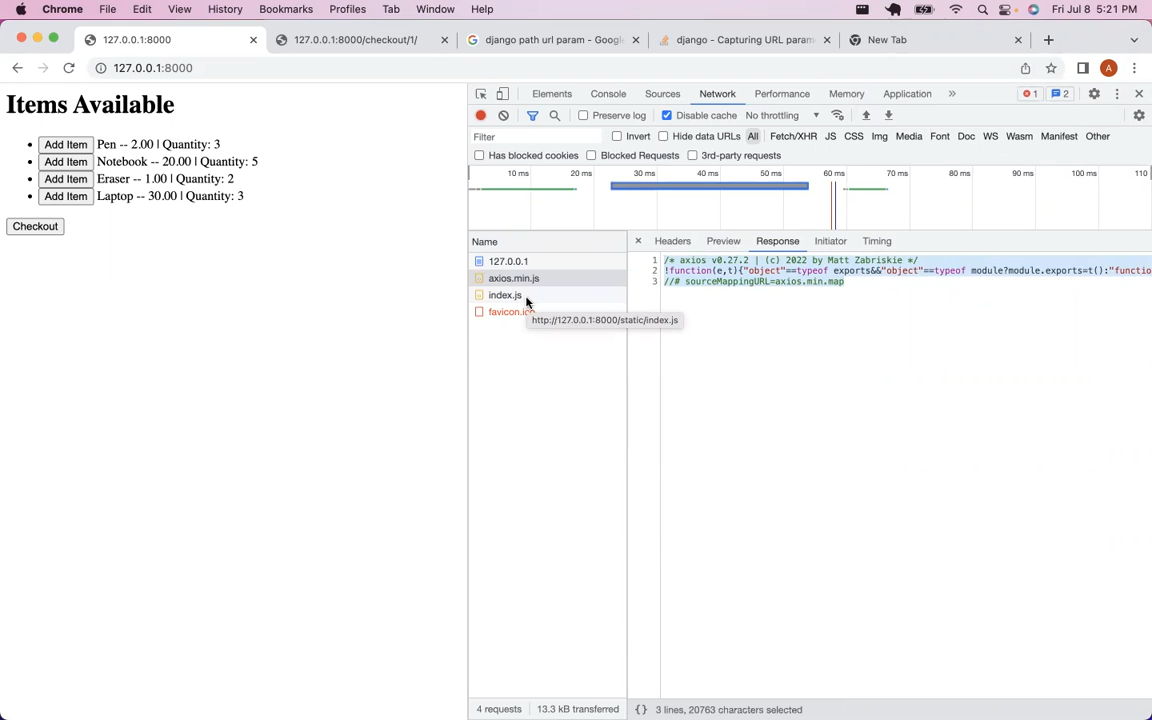 Chrome File Edit View History Bookmarks Profiles Tab Window Help Fri Jul 8 5:21 PM
127.0.0.1:8000 127.0.0.1:8000/checkout/1/ django path url param - Google django - Capturing URL param New Tab
127.0.0.1:8000 A
Items Available
Add Item Pen -- 2.00 | Quantity: 3
Add Item Notebook -- 20.00 | Quantity: 5
Add Item Eraser -- 1.00 | Quantity: 2
Add Item Laptop -- 30.00 | Quantity: 3
Checkout
Elements Console Sources Network Performance Memory Application » 1 2
Preserve log Disable cache No throttling
Filter Invert Hide data URLs All Fetch/XHR JS CSS Img Media Font Doc WS Wasm Manifest Other
Has blocked cookies Blocked Requests 3rd-party requests
10 ms 20 ms 30 ms 40 ms 50 ms 60 ms 70 ms 80 ms 90 ms 100 ms 110
Name Headers Preview Response Initiator Timing
127.0.0.1
axios.min.js
index.js
favicon.ico
http://127.0.0.1:8000/static/index.js
1 /* axios v0.27.2 | (c) 2022 by Matt Zabriskie */
2 !function(e,t){"object"==typeof exports&&"object"==typeof module?module.exports=t():"functio
3 //# sourceMappingURL=axios.min.map
4 requests 13.3 kB transferred {} 3 lines, 20763 characters selected